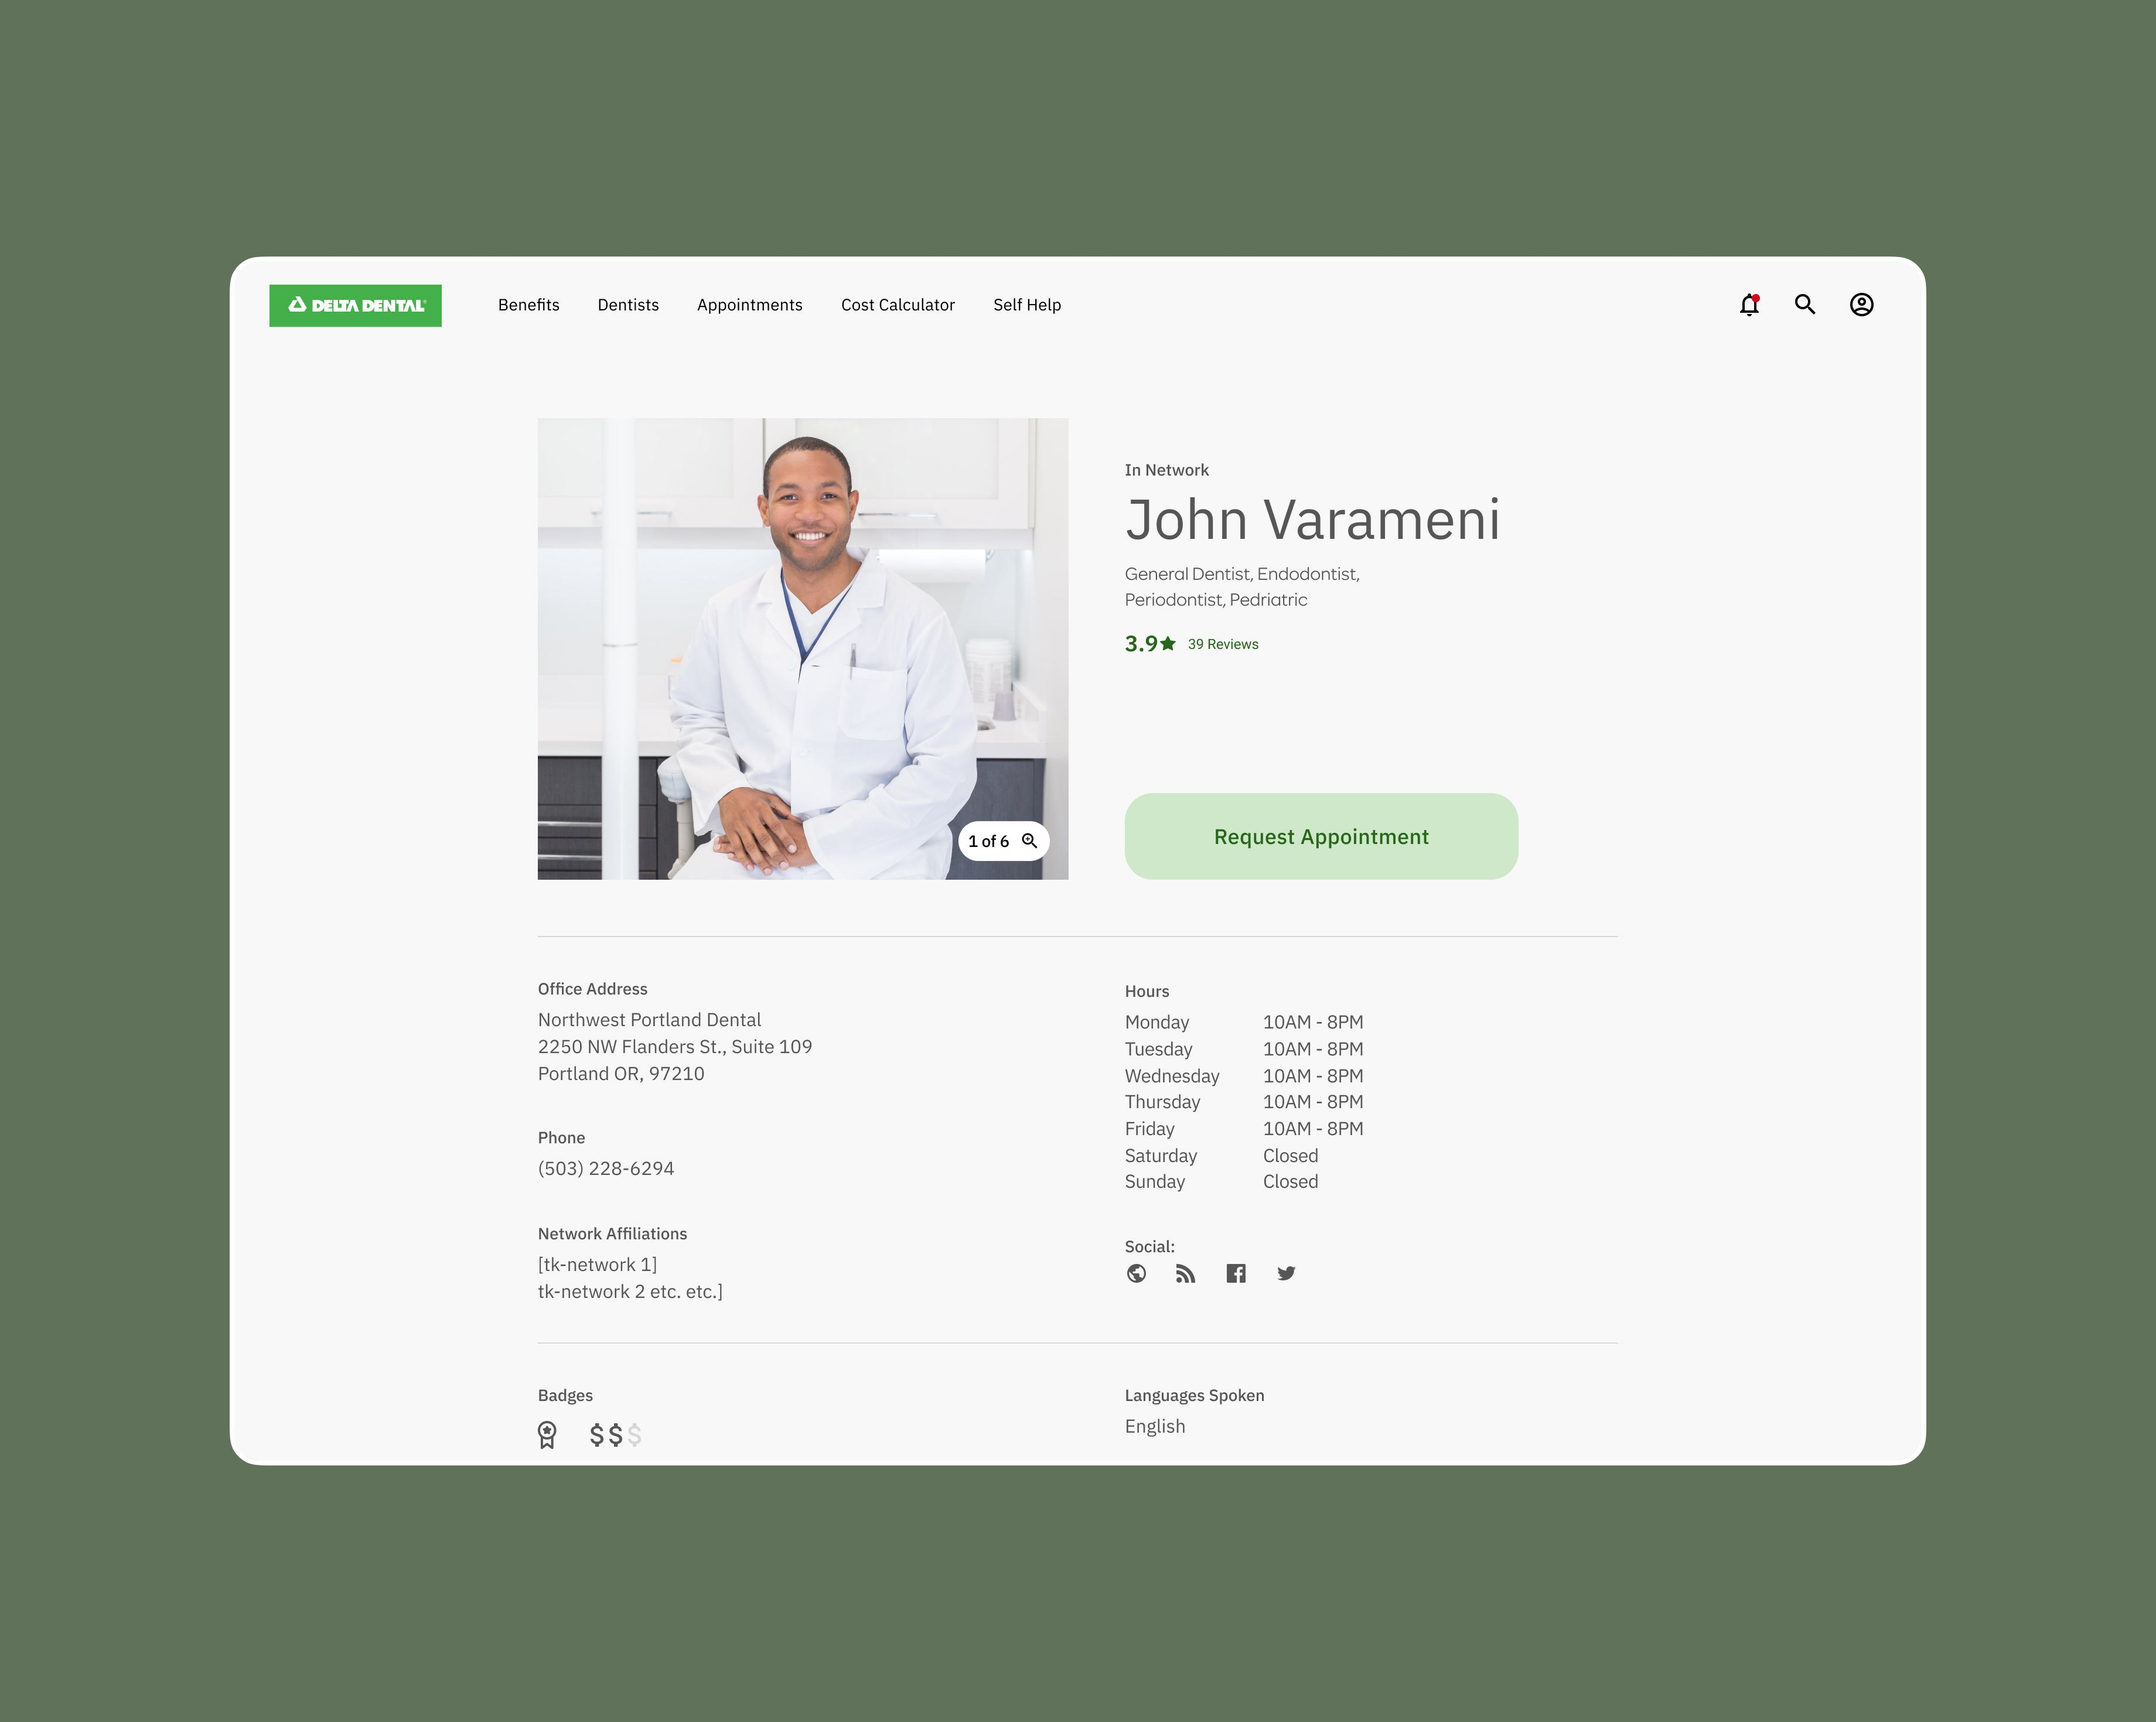 DELTA DENTAL
Benefits
Dentists
Appointments
Cost Calculator
Self Help
In Network
John Varameni
General Dentist, Endodontist,
Periodontist, Pedriatric
3.9★ 39 Reviews
1 of 6
Request Appointment
Office Address
Northwest Portland Dental
2250 NW Flanders St., Suite 109
Portland OR, 97210
Phone
(503) 228-6294
Network Affiliations
[tk-network 1]
tk-network 2 etc. etc.]
Hours
Monday 10AM - 8PM
Tuesday 10AM - 8PM
Wednesday 10AM - 8PM
Thursday 10AM - 8PM
Friday 10AM - 8PM
Saturday Closed
Sunday Closed
Social:
Badges
$$$
Languages Spoken
English